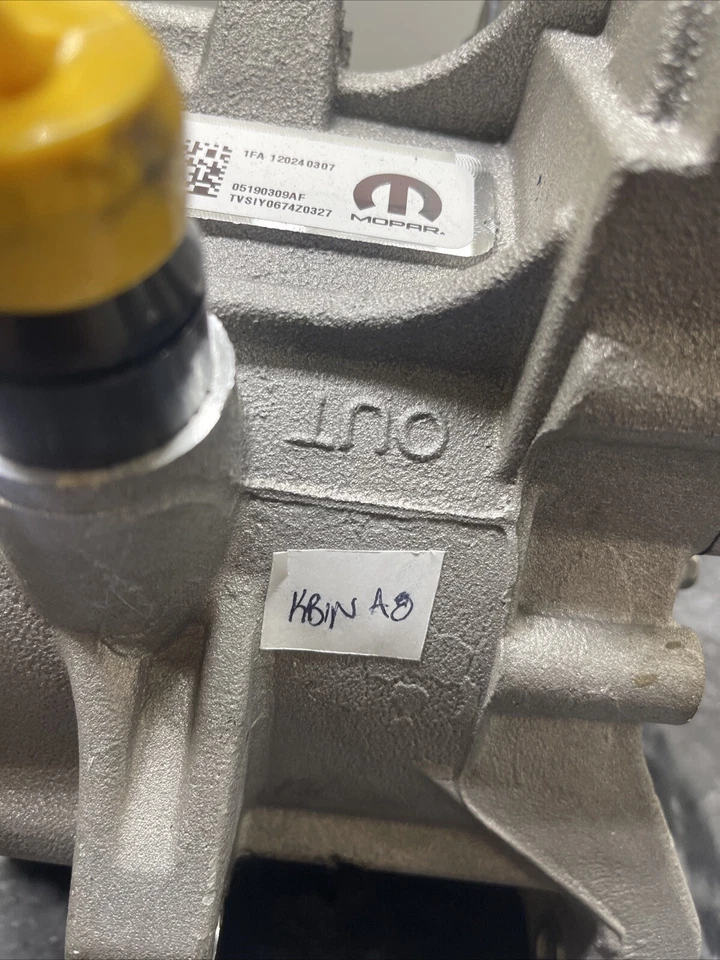 1FA 120240307
05190309AF
TVSIY0674Z0327
MOPAR.
OUT
KBIN A8